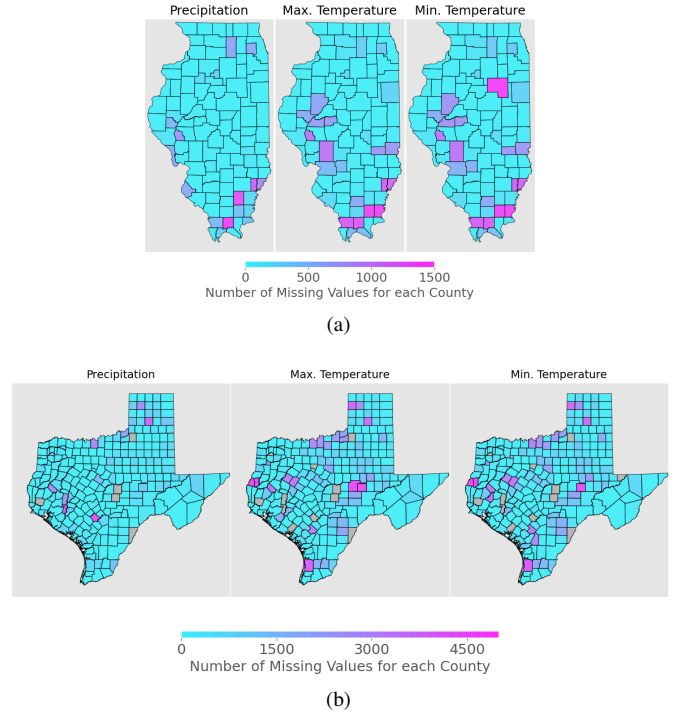 Precipitation Max. Temperature Min. Temperature
0 500 1000 1500
Number of Missing Values for each County
(a)
Precipitation Max. Temperature Min. Temperature
0 1500 3000 4500
Number of Missing Values for each County
(b)